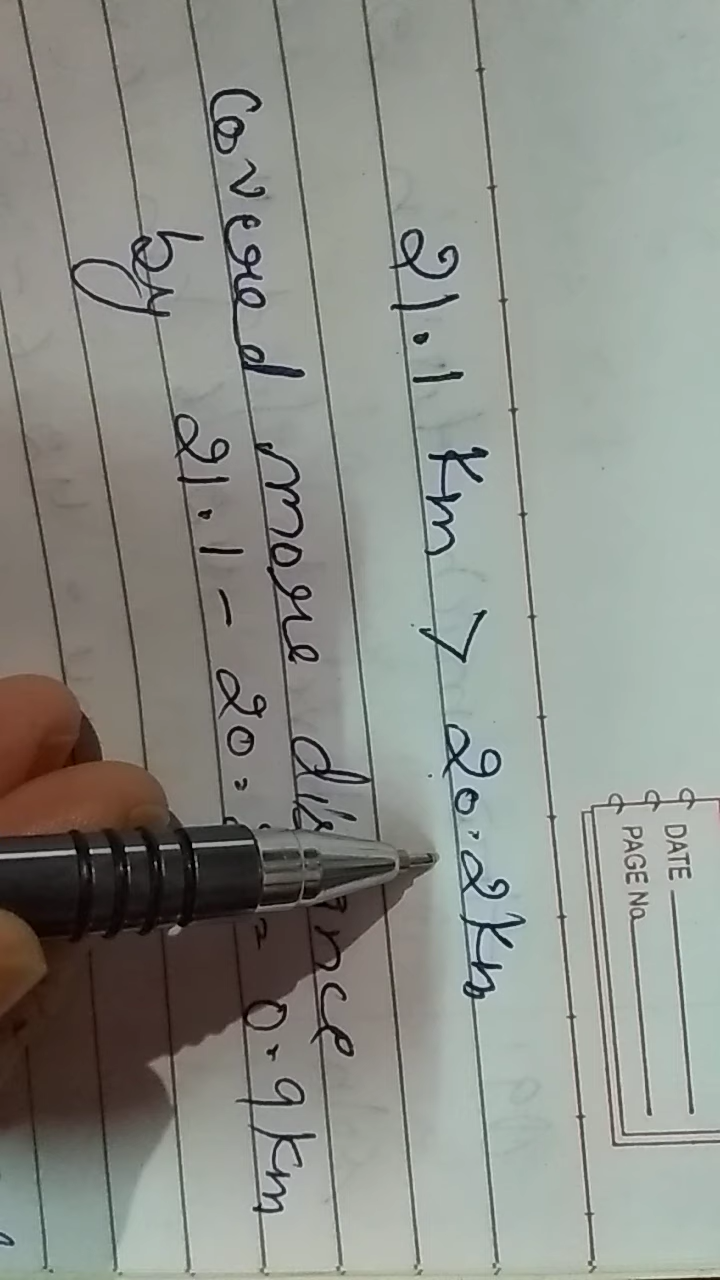 DATE
PAGE No.
21.1 km > 20.2 km
Covered more distance
by 21.1 - 20. = 0.9 km